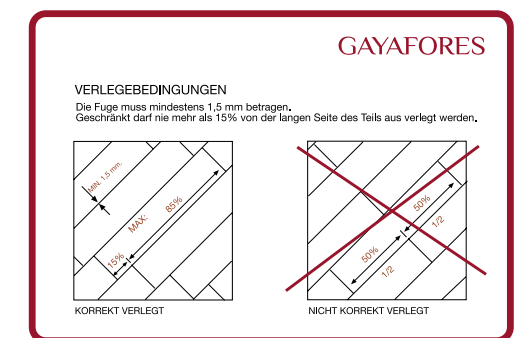 GAYAFORES
VERLEGEBEDINGUNGEN
Die Fuge muss mindestens 1,5 mm betragen.
Geschränkt darf nie mehr als 15% von der langen Seite des Teils aus verlegt werden.
MIN. 1,5 mm.
MAX:
85%
15%
50%
1/2
50%
1/2
KORREKT VERLEGT
NICHT KORREKT VERLEGT